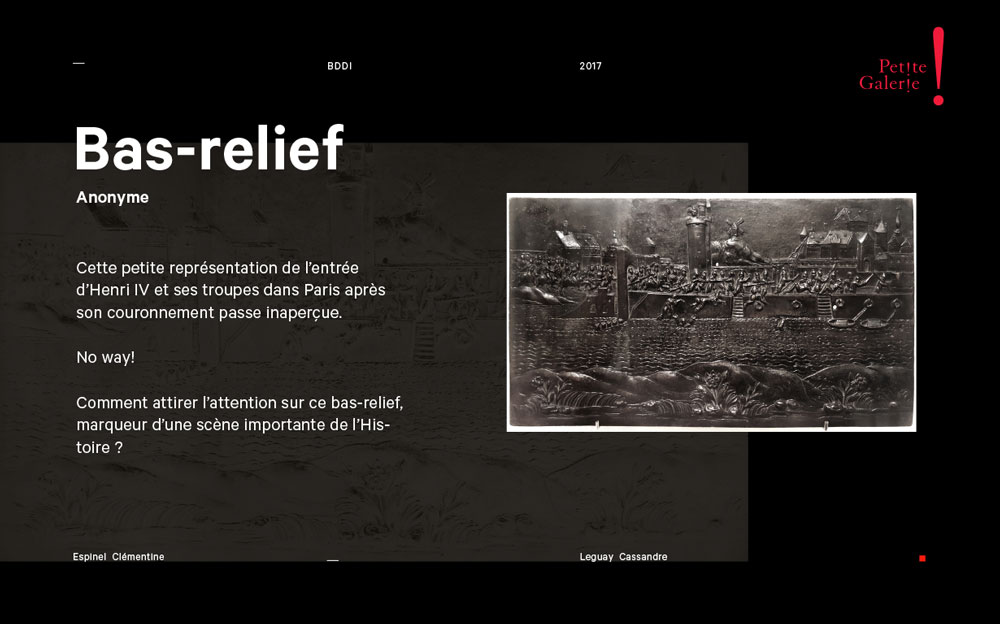 —
BDDI
2017
Petite
Galerie
!
Bas-relief
Anonyme
Cette petite représentation de l'entrée
d'Henri IV et ses troupes dans Paris après
son couronnement passe inaperçue.
No way!
Comment attirer l'attention sur ce bas-relief,
marqueur d'une scène importante de l'His-
toire ?
Espinel Clémentine
—
Leguay Cassandre